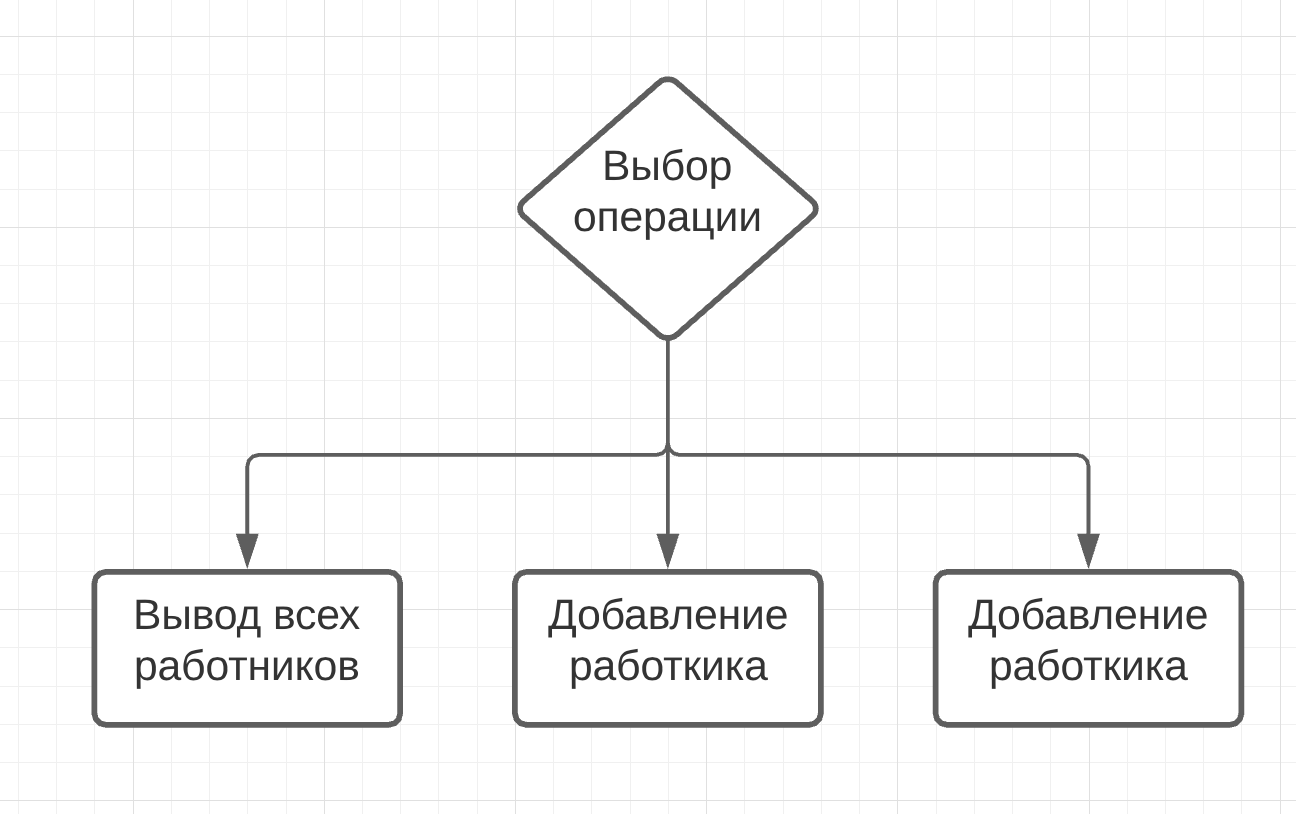 Выбор
операции
Вывод всех
работников
Добавление
работкика
Добавление
работкика